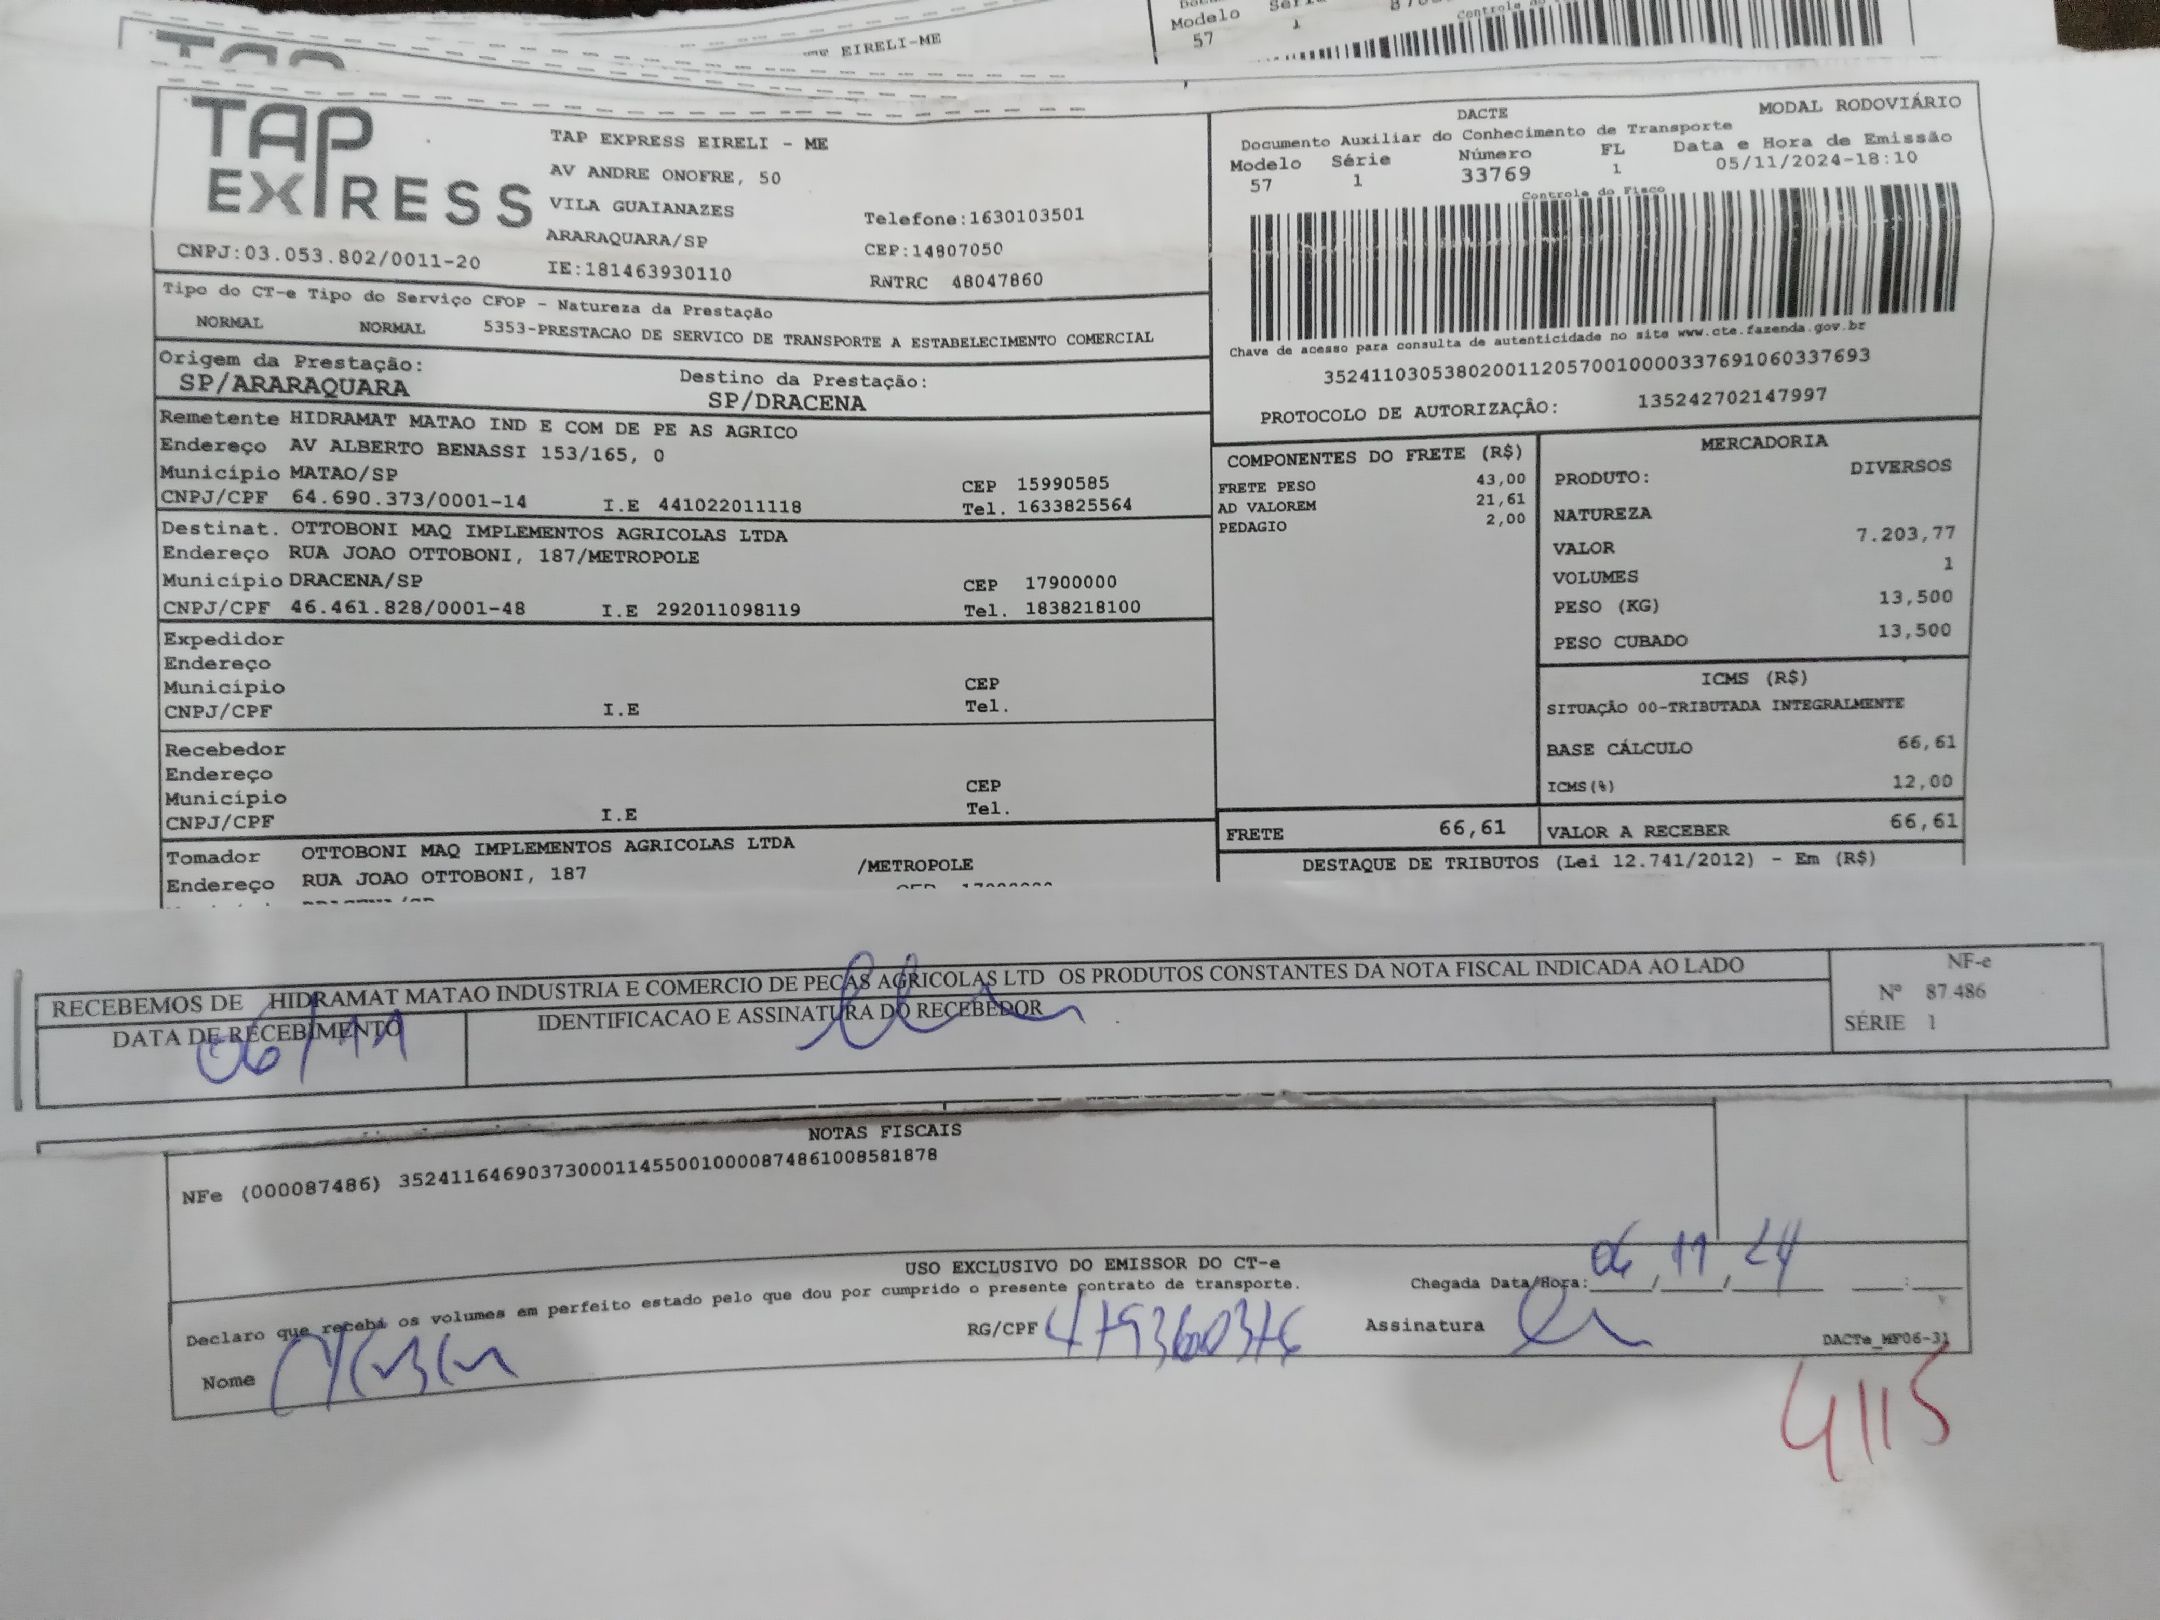 EIRELI-ME
Modelo
57 1
TAP
EXPRESS
CNPJ:03.053.802/0011-20
TAP EXPRESS EIRELI - ME
AV ANDRE ONOFRE, 50
VILA GUAIANAZES
ARARAQUARA/SP
IE:181463930110
Telefone:1630103501
CEP:14807050
RNTRC 48047860
DACTE MODAL RODOVIÁRIO
Documento Auxiliar do Conhecimento de Transporte
Modelo Série Número FL Data e Hora de Emissão
57 1 33769 1 05/11/2024-18:10
Controle do Fisco
Chave de acesso para consulta de autenticidade no site www.cte.fazenda.gov.br
35241103053802001120570010000337691060337693
PROTOCOLO DE AUTORIZAÇÃO: 135242702147997
Tipo do CT-e Tipo do Serviço CFOP - Natureza da Prestação
NORMAL NORMAL 5353-PRESTACAO DE SERVICO DE TRANSPORTE A ESTABELECIMENTO COMERCIAL
Origem da Prestação: Destino da Prestação:
SP/ARARAQUARA SP/DRACENA
Remetente HIDRAMAT MATAO IND E COM DE PE AS AGRICO
Endereço AV ALBERTO BENASSI 153/165, 0
Município MATAO/SP CEP 15990585
CNPJ/CPF 64.690.373/0001-14 I.E 441022011118 Tel. 1633825564
Destinat. OTTOBONI MAQ IMPLEMENTOS AGRICOLAS LTDA
Endereço RUA JOAO OTTOBONI, 187/METROPOLE
Município DRACENA/SP CEP 17900000
CNPJ/CPF 46.461.828/0001-48 I.E 292011098119 Tel. 1838218100
Expedidor
Endereço
Município CEP
CNPJ/CPF I.E Tel.
Recebedor
Endereço
Município CEP
CNPJ/CPF I.E Tel.
Tomador OTTOBONI MAQ IMPLEMENTOS AGRICOLAS LTDA
Endereço RUA JOAO OTTOBONI, 187 /METROPOLE
COMPONENTES DO FRETE (R$)
FRETE PESO 43,00
AD VALOREM 21,61
PEDAGIO 2,00
FRETE 66,61
MERCADORIA
PRODUTO: DIVERSOS
NATUREZA
VALOR 7.203,77
VOLUMES 1
PESO (KG) 13,500
PESO CUBADO 13,500
ICMS (R$)
SITUAÇÃO 00-TRIBUTADA INTEGRALMENTE
BASE CÁLCULO 66,61
ICMS(%) 12,00
VALOR A RECEBER 66,61
DESTAQUE DE TRIBUTOS (Lei 12.741/2012) - Em (R$)
RECEBEMOS DE HIDRAMAT MATAO INDUSTRIA E COMERCIO DE PECAS AGRICOLAS LTD OS PRODUTOS CONSTANTES DA NOTA FISCAL INDICADA AO LADO
DATA DE RECEBIMENTO IDENTIFICACAO E ASSINATURA DO RECEBEDOR
06/11
NF-e
Nº 87.486
SÉRIE 1
NOTAS FISCAIS
NFe (000087486) 35241164690373000114550010000874861008581878
USO EXCLUSIVO DO EMISSOR DO CT-e
Declaro que recebi os volumes em perfeito estado pelo que dou por cumprido o presente contrato de transporte.
Chegada Data/Hora: 06/11/24 __:__
Nome
RG/CPF 479360376
Assinatura
DACTe_MF06-31
4115